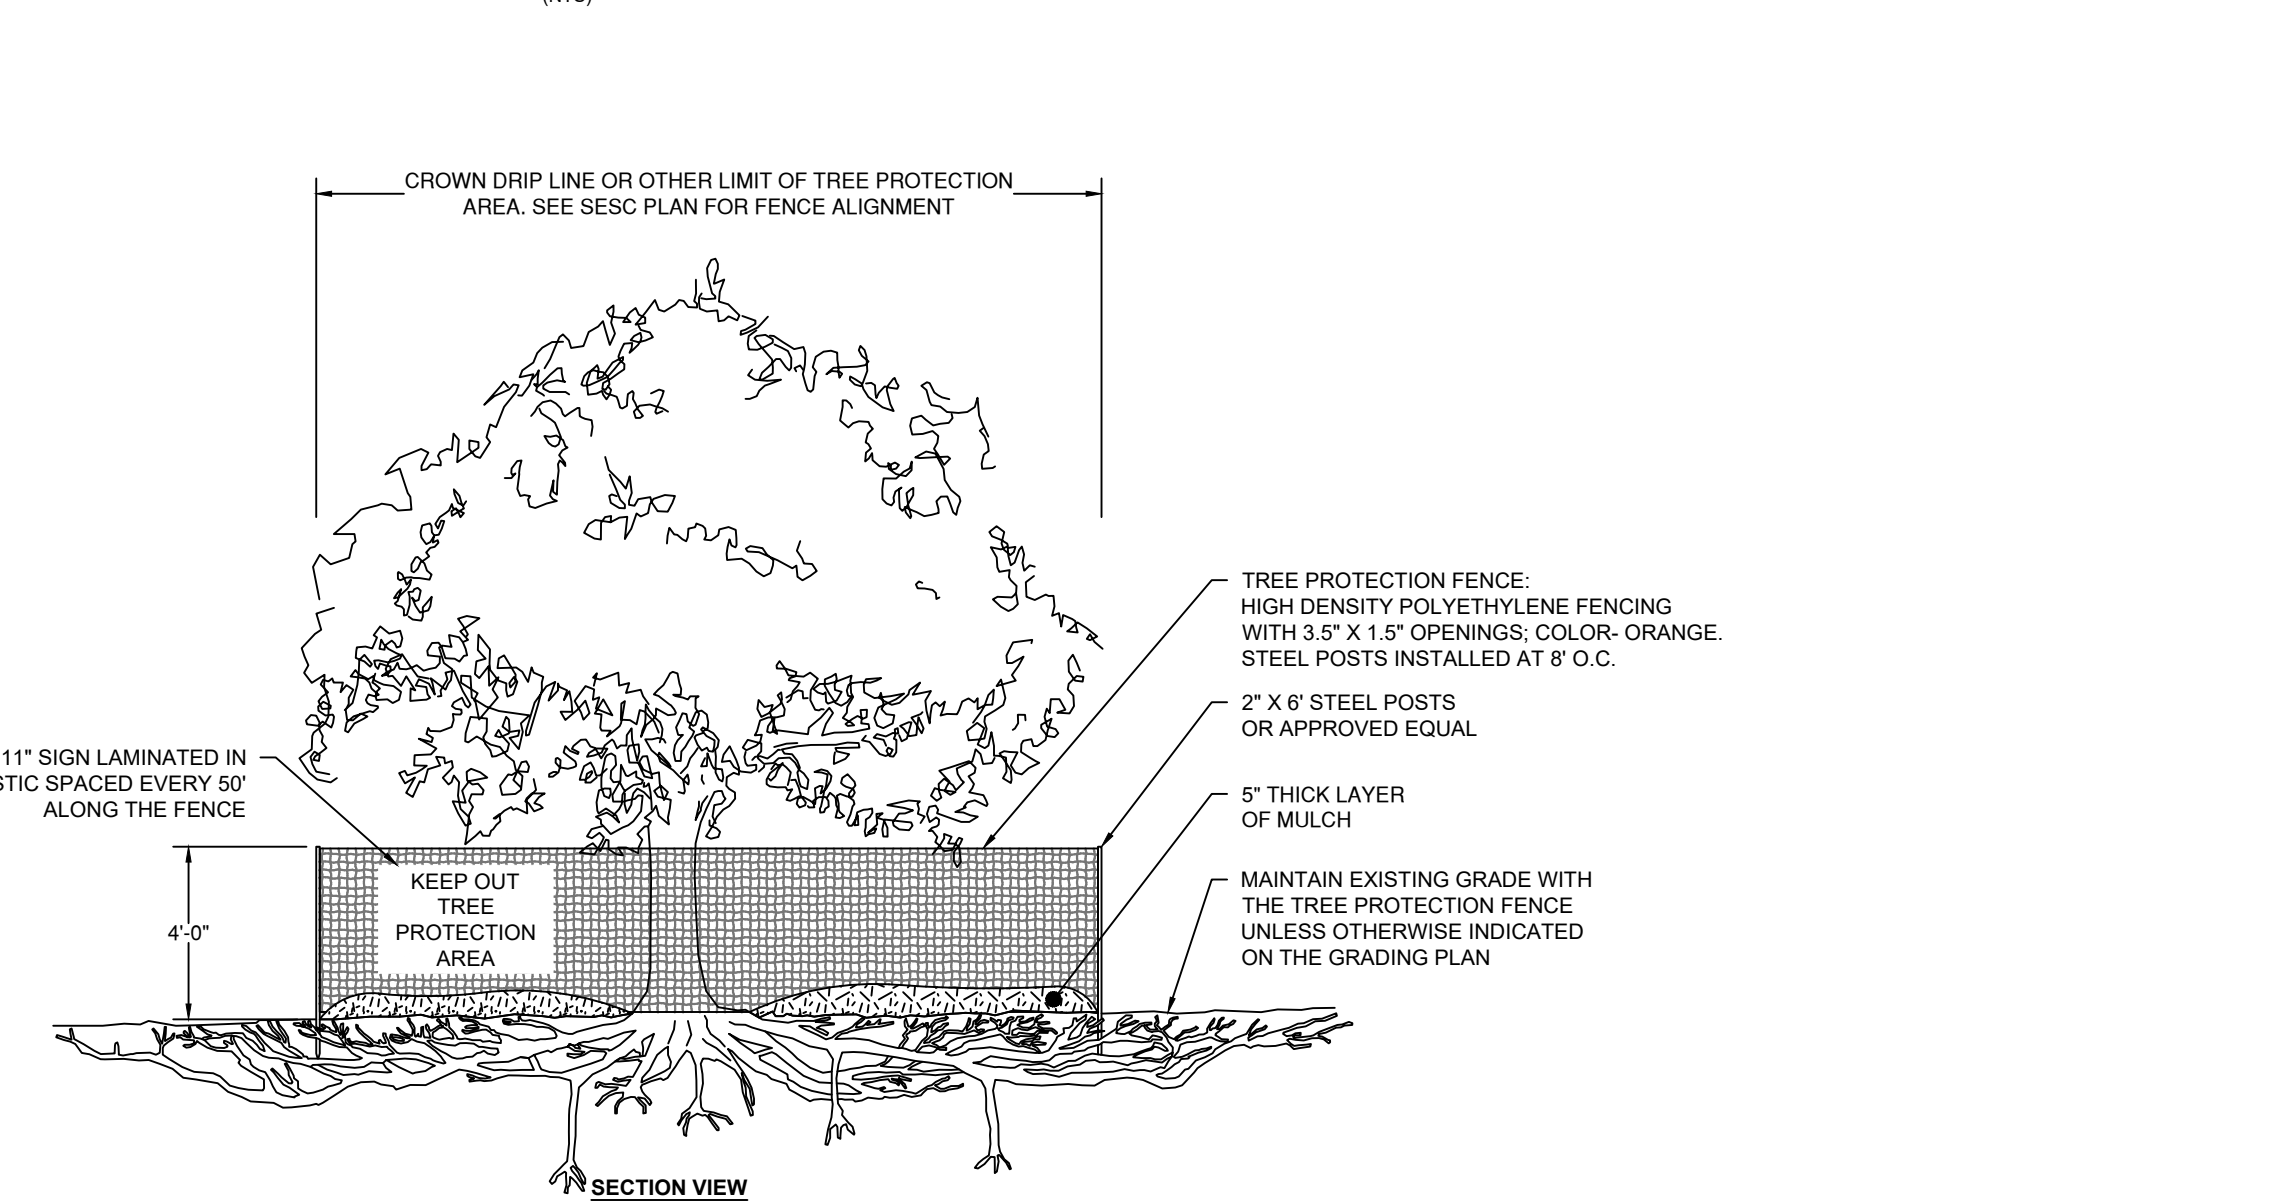 CROWN DRIP LINE OR OTHER LIMIT OF TREE PROTECTION
AREA. SEE SESC PLAN FOR FENCE ALIGNMENT
TREE PROTECTION FENCE:
HIGH DENSITY POLYETHYLENE FENCING
WITH 3.5" X 1.5" OPENINGS; COLOR- ORANGE.
STEEL POSTS INSTALLED AT 8' O.C.
2" X 6' STEEL POSTS
OR APPROVED EQUAL
11" SIGN LAMINATED IN
STIC SPACED EVERY 50'
ALONG THE FENCE
5" THICK LAYER
OF MULCH
KEEP OUT
TREE
PROTECTION
AREA
4'-0"
MAINTAIN EXISTING GRADE WITH
THE TREE PROTECTION FENCE
UNLESS OTHERWISE INDICATED
ON THE GRADING PLAN
SECTION VIEW